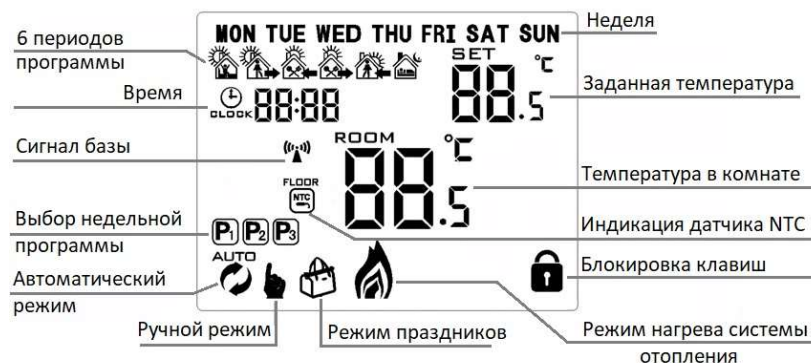 MON TUE WED THU FRI SAT SUN
Неделя
6 периодов
программы
SET
°C
88.5
Заданная температура
Время
CLOCK
88:88
Сигнал базы
ROOM
°C
88.5
Температура в комнате
FLOOR
NTC
Индикация датчика NTC
Выбор недельной
программы
P1 P2 P3
AUTO
Автоматический
режим
Блокировка клавиш
Ручной режим
Режим праздников
Режим нагрева системы
отопления